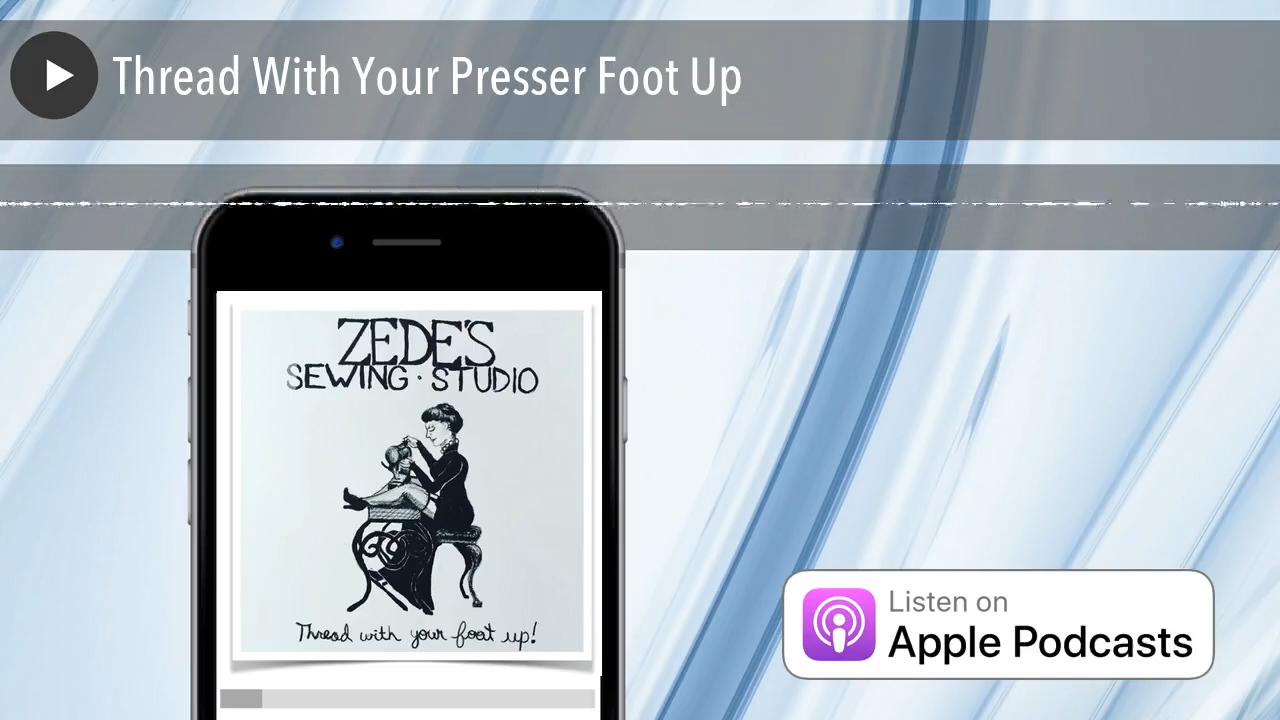 Thread With Your Presser Foot Up
ZEDE'S
SEWING · STUDIO
Thread with your foot up!
Listen on
Apple Podcasts